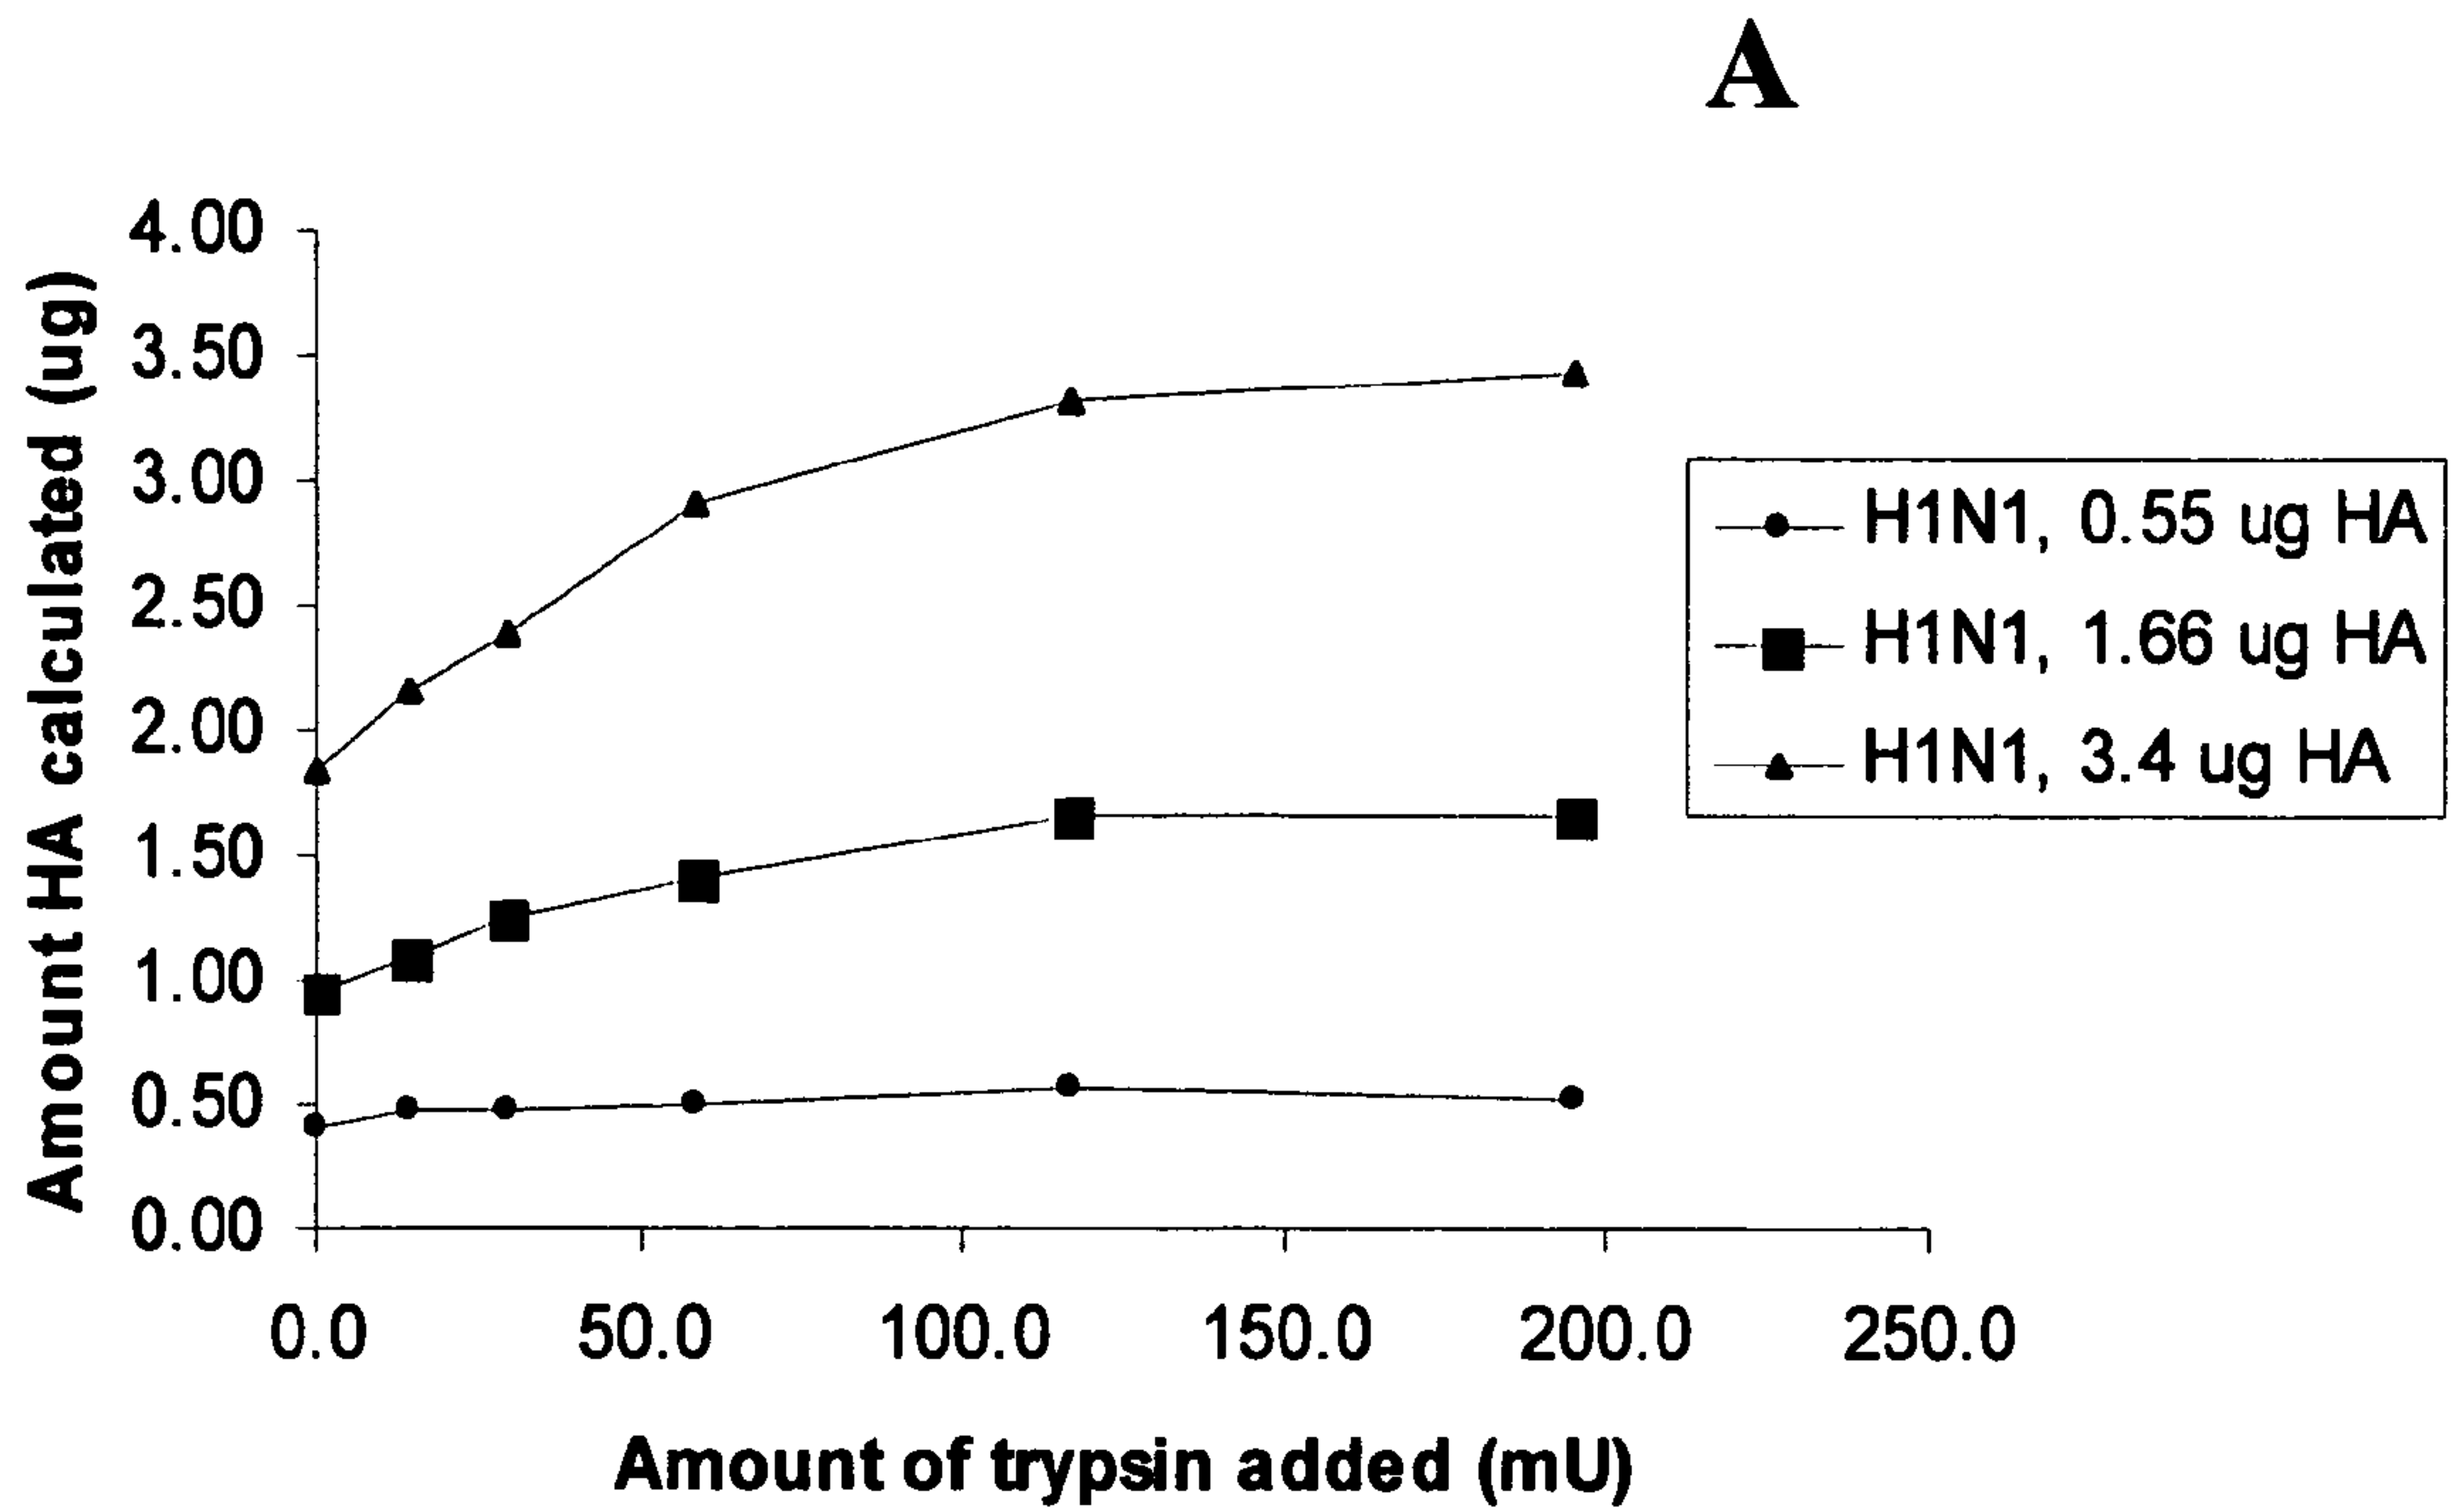 A
4.00
3.50
3.00
2.50
2.00
1.50
1.00
0.50
0.00
Amount HA calculated (ug)
0.0 50.0 100.0 150.0 200.0 250.0
Amount of trypsin added (mU)
H1N1, 0.55 ug HA
H1N1, 1.66 ug HA
H1N1, 3.4 ug HA